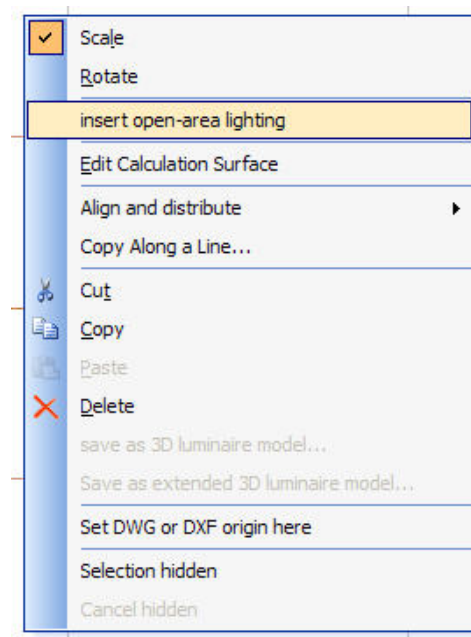 Scale
Rotate
insert open-area lighting
Edit Calculation Surface
Align and distribute
Copy Along a Line...
Cut
Copy
Paste
Delete
save as 3D luminaire model...
Save as extended 3D luminaire model...
Set DWG or DXF origin here
Selection hidden
Cancel hidden